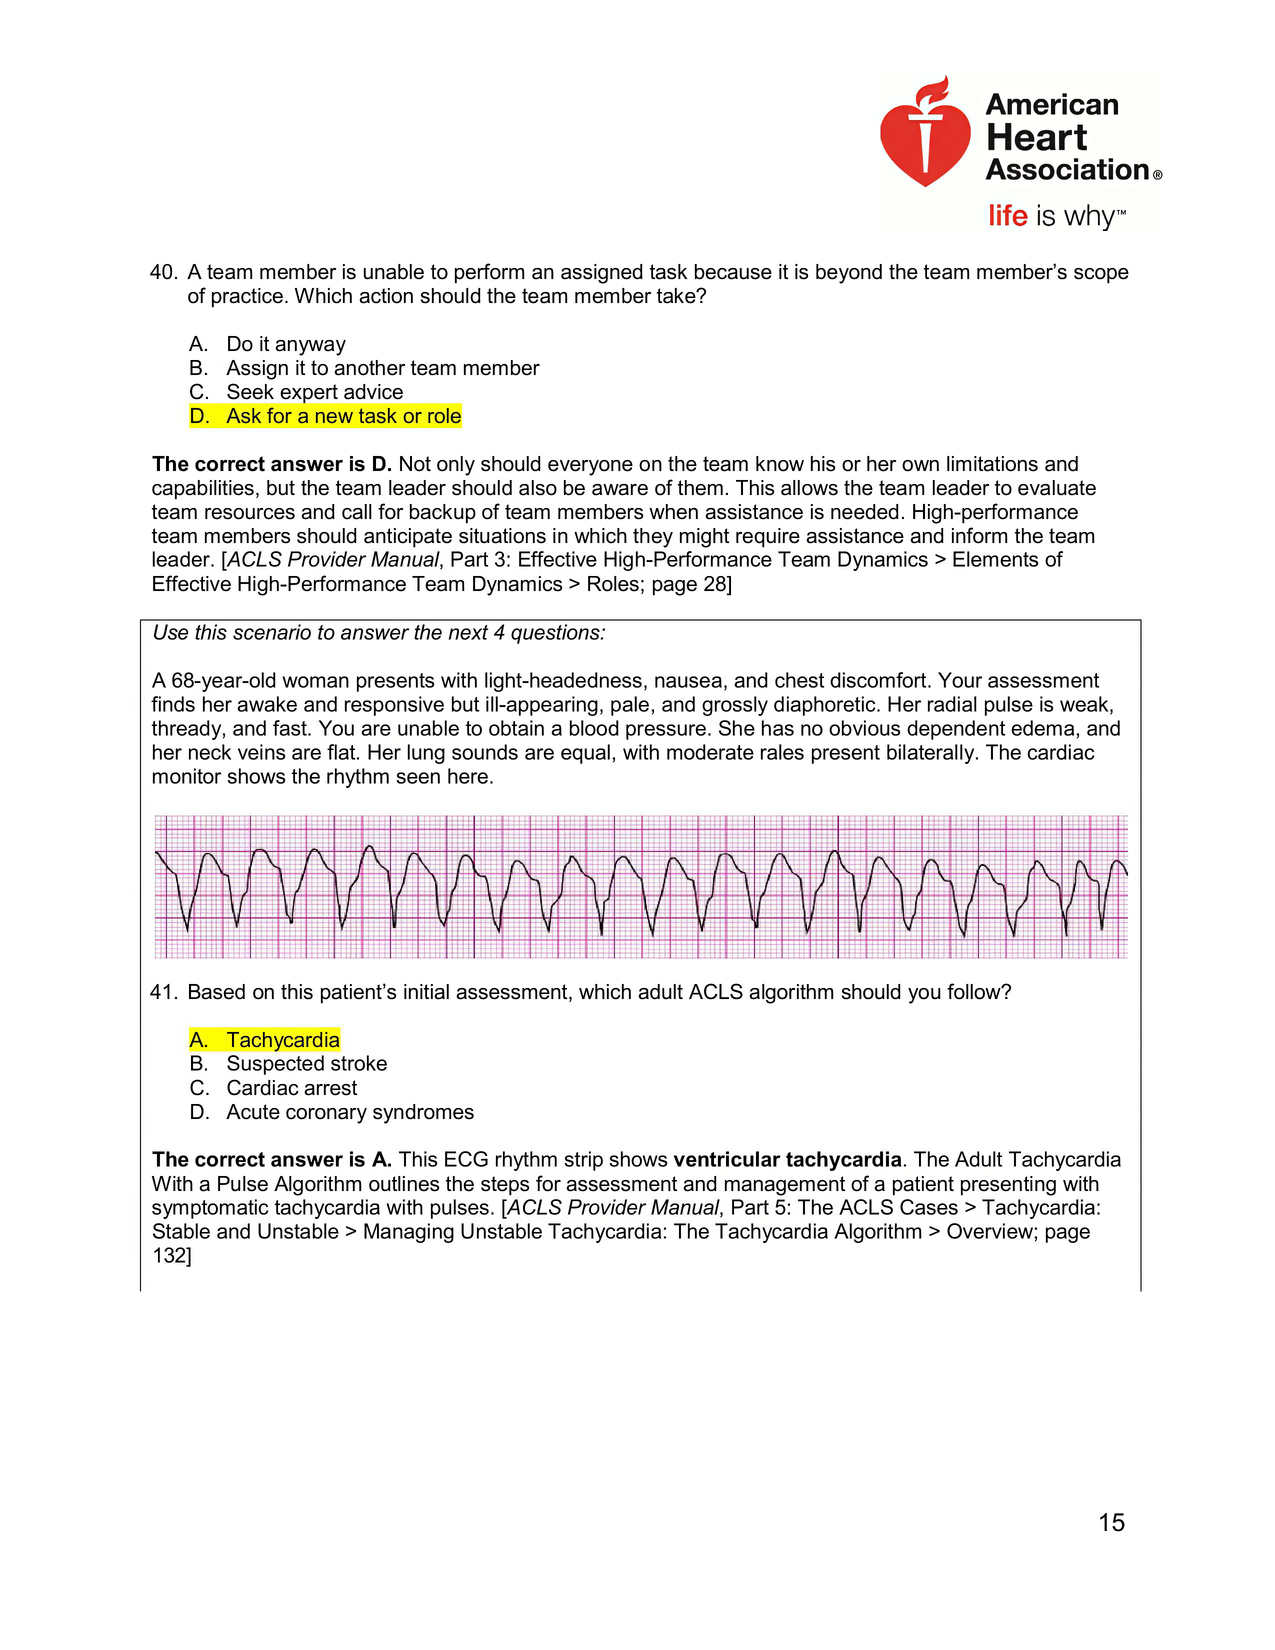 American
Heart
Association®
life is why™
40. A team member is unable to perform an assigned task because it is beyond the team member’s scope
of practice. Which action should the team member take?
A. Do it anyway
B. Assign it to another team member
C. Seek expert advice
D. Ask for a new task or role
The correct answer is D. Not only should everyone on the team know his or her own limitations and
capabilities, but the team leader should also be aware of them. This allows the team leader to evaluate
team resources and call for backup of team members when assistance is needed. High-performance
team members should anticipate situations in which they might require assistance and inform the team
leader. [ACLS Provider Manual, Part 3: Effective High-Performance Team Dynamics > Elements of
Effective High-Performance Team Dynamics > Roles; page 28]
Use this scenario to answer the next 4 questions:
A 68-year-old woman presents with light-headedness, nausea, and chest discomfort. Your assessment
finds her awake and responsive but ill-appearing, pale, and grossly diaphoretic. Her radial pulse is weak,
thready, and fast. You are unable to obtain a blood pressure. She has no obvious dependent edema, and
her neck veins are flat. Her lung sounds are equal, with moderate rales present bilaterally. The cardiac
monitor shows the rhythm seen here.
41. Based on this patient’s initial assessment, which adult ACLS algorithm should you follow?
A. Tachycardia
B. Suspected stroke
C. Cardiac arrest
D. Acute coronary syndromes
The correct answer is A. This ECG rhythm strip shows ventricular tachycardia. The Adult Tachycardia
With a Pulse Algorithm outlines the steps for assessment and management of a patient presenting with
symptomatic tachycardia with pulses. [ACLS Provider Manual, Part 5: The ACLS Cases > Tachycardia:
Stable and Unstable > Managing Unstable Tachycardia: The Tachycardia Algorithm > Overview; page
132]
15